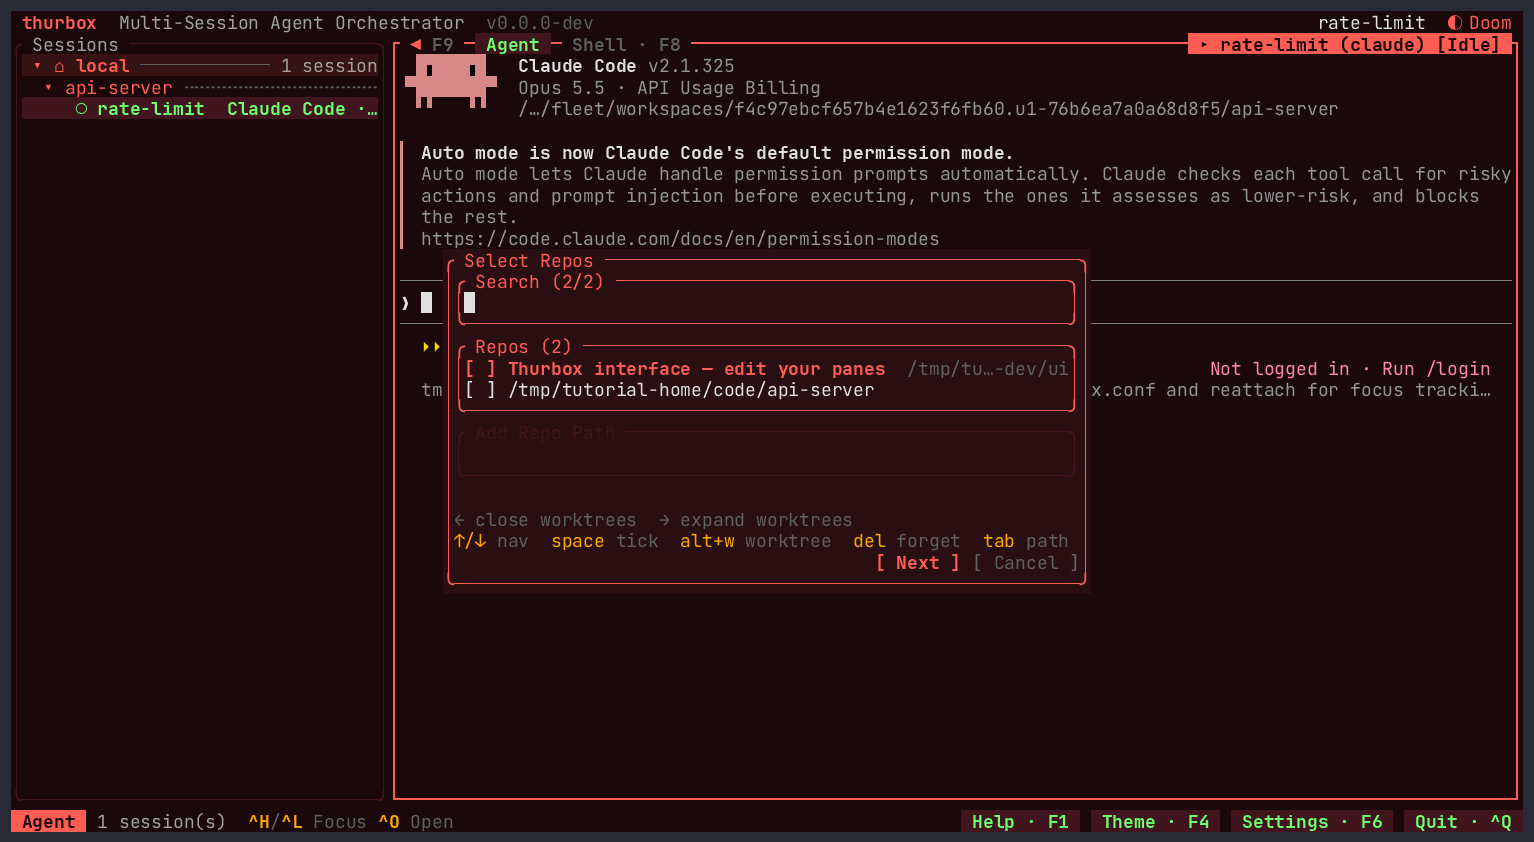 thurbox Multi-Session Agent Orchestrator v0.0.0-dev rate-limit Doom
Sessions
◀ F9 Agent Shell · F8 ▸ rate-limit (claude) [Idle]
▾ ⌂ local 1 session
▾ api-server
○ rate-limit Claude Code ·…
Claude Code v2.1.325
Opus 5.5 · API Usage Billing
/…/fleet/workspaces/f4c97ebcf657b4e1623f6fb60.u1-76b6ea7a0a68d8f5/api-server
Auto mode is now Claude Code's default permission mode.
Auto mode lets Claude handle permission prompts automatically. Claude checks each tool call for risky
actions and prompt injection before executing, runs the ones it assesses as lower-risk, and blocks
the rest.
https://code.claude.com/docs/en/permission-modes
Select Repos
Search (2/2)
❯
Repos (2)
[ ] Thurbox interface — edit your panes /tmp/tu…-dev/ui
[ ] /tmp/tutorial-home/code/api-server
Not logged in · Run /login
tm
x.conf and reattach for focus tracki…
Add Repo Path
← close worktrees → expand worktrees
↑/↓ nav space tick alt+w worktree del forget tab path
[ Next ] [ Cancel ]
Agent 1 session(s) ^H/^L Focus ^O Open Help · F1 Theme · F4 Settings · F6 Quit · ^Q